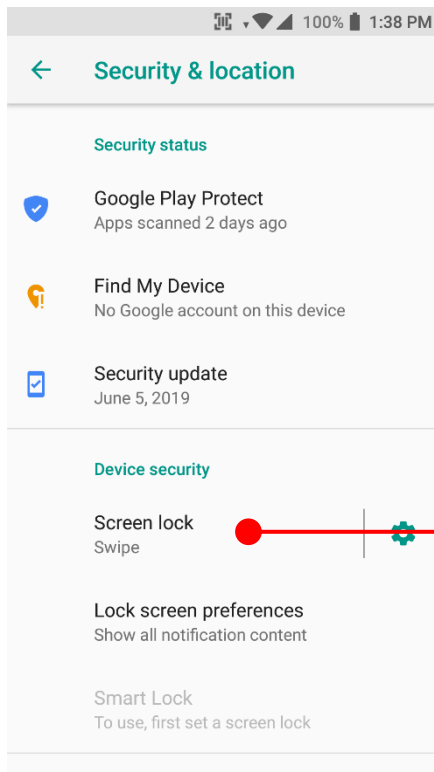 100% 1:38 PM
Security & location
Security status
Google Play Protect
Apps scanned 2 days ago
Find My Device
No Google account on this device
Security update
June 5, 2019
Device security
Screen lock
Swipe
Lock screen preferences
Show all notification content
Smart Lock
To use, first set a screen lock